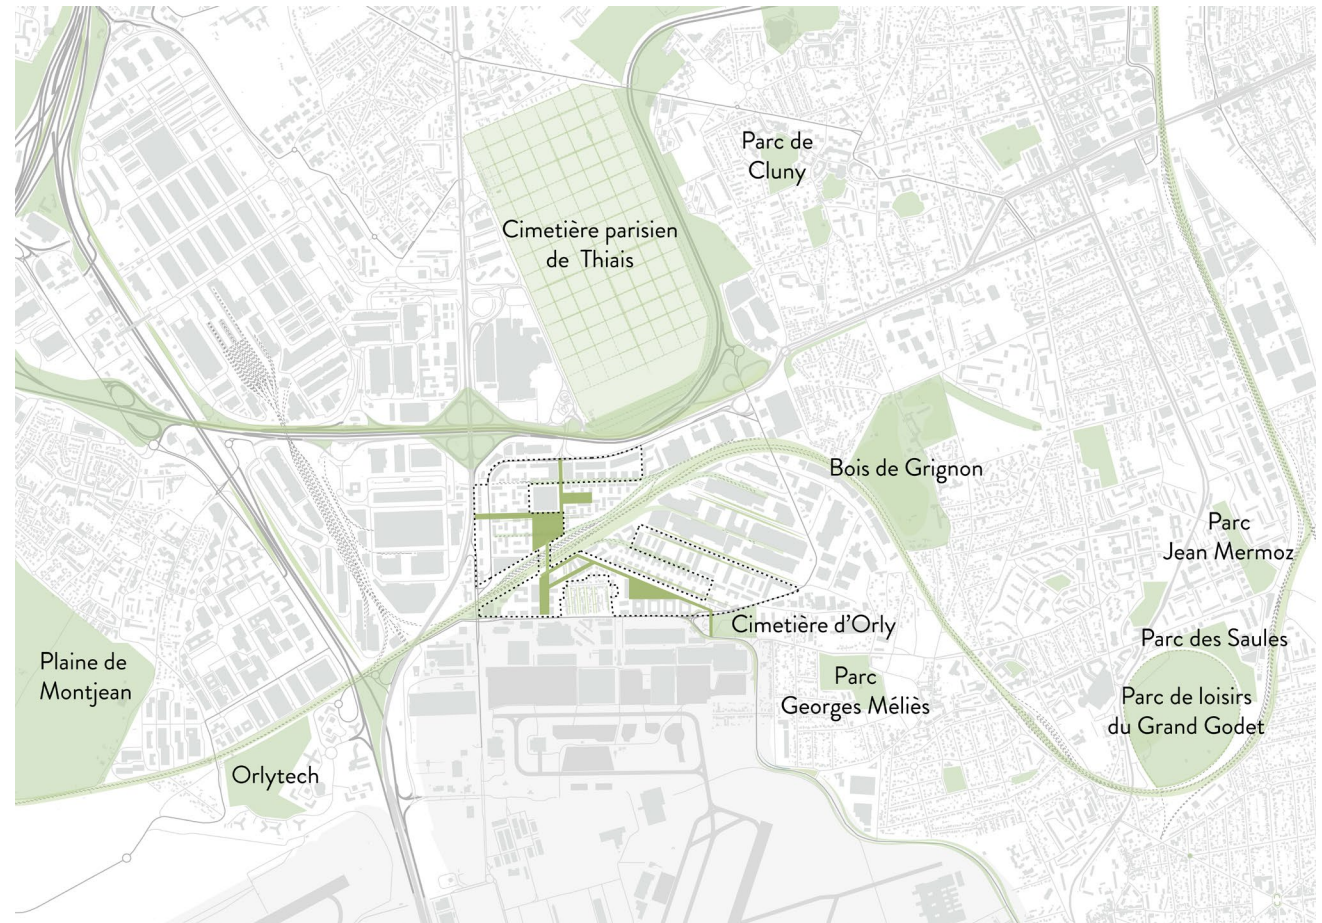 Parc de
Cluny
Cimetière parisien
de Thiais
Bois de Grignon
Parc
Jean Mermoz
Cimetière d'Orly
Parc des Saules
Plaine de
Montjean
Parc
Georges Méliès
Parc de loisirs
du Grand Godet
Orlytech